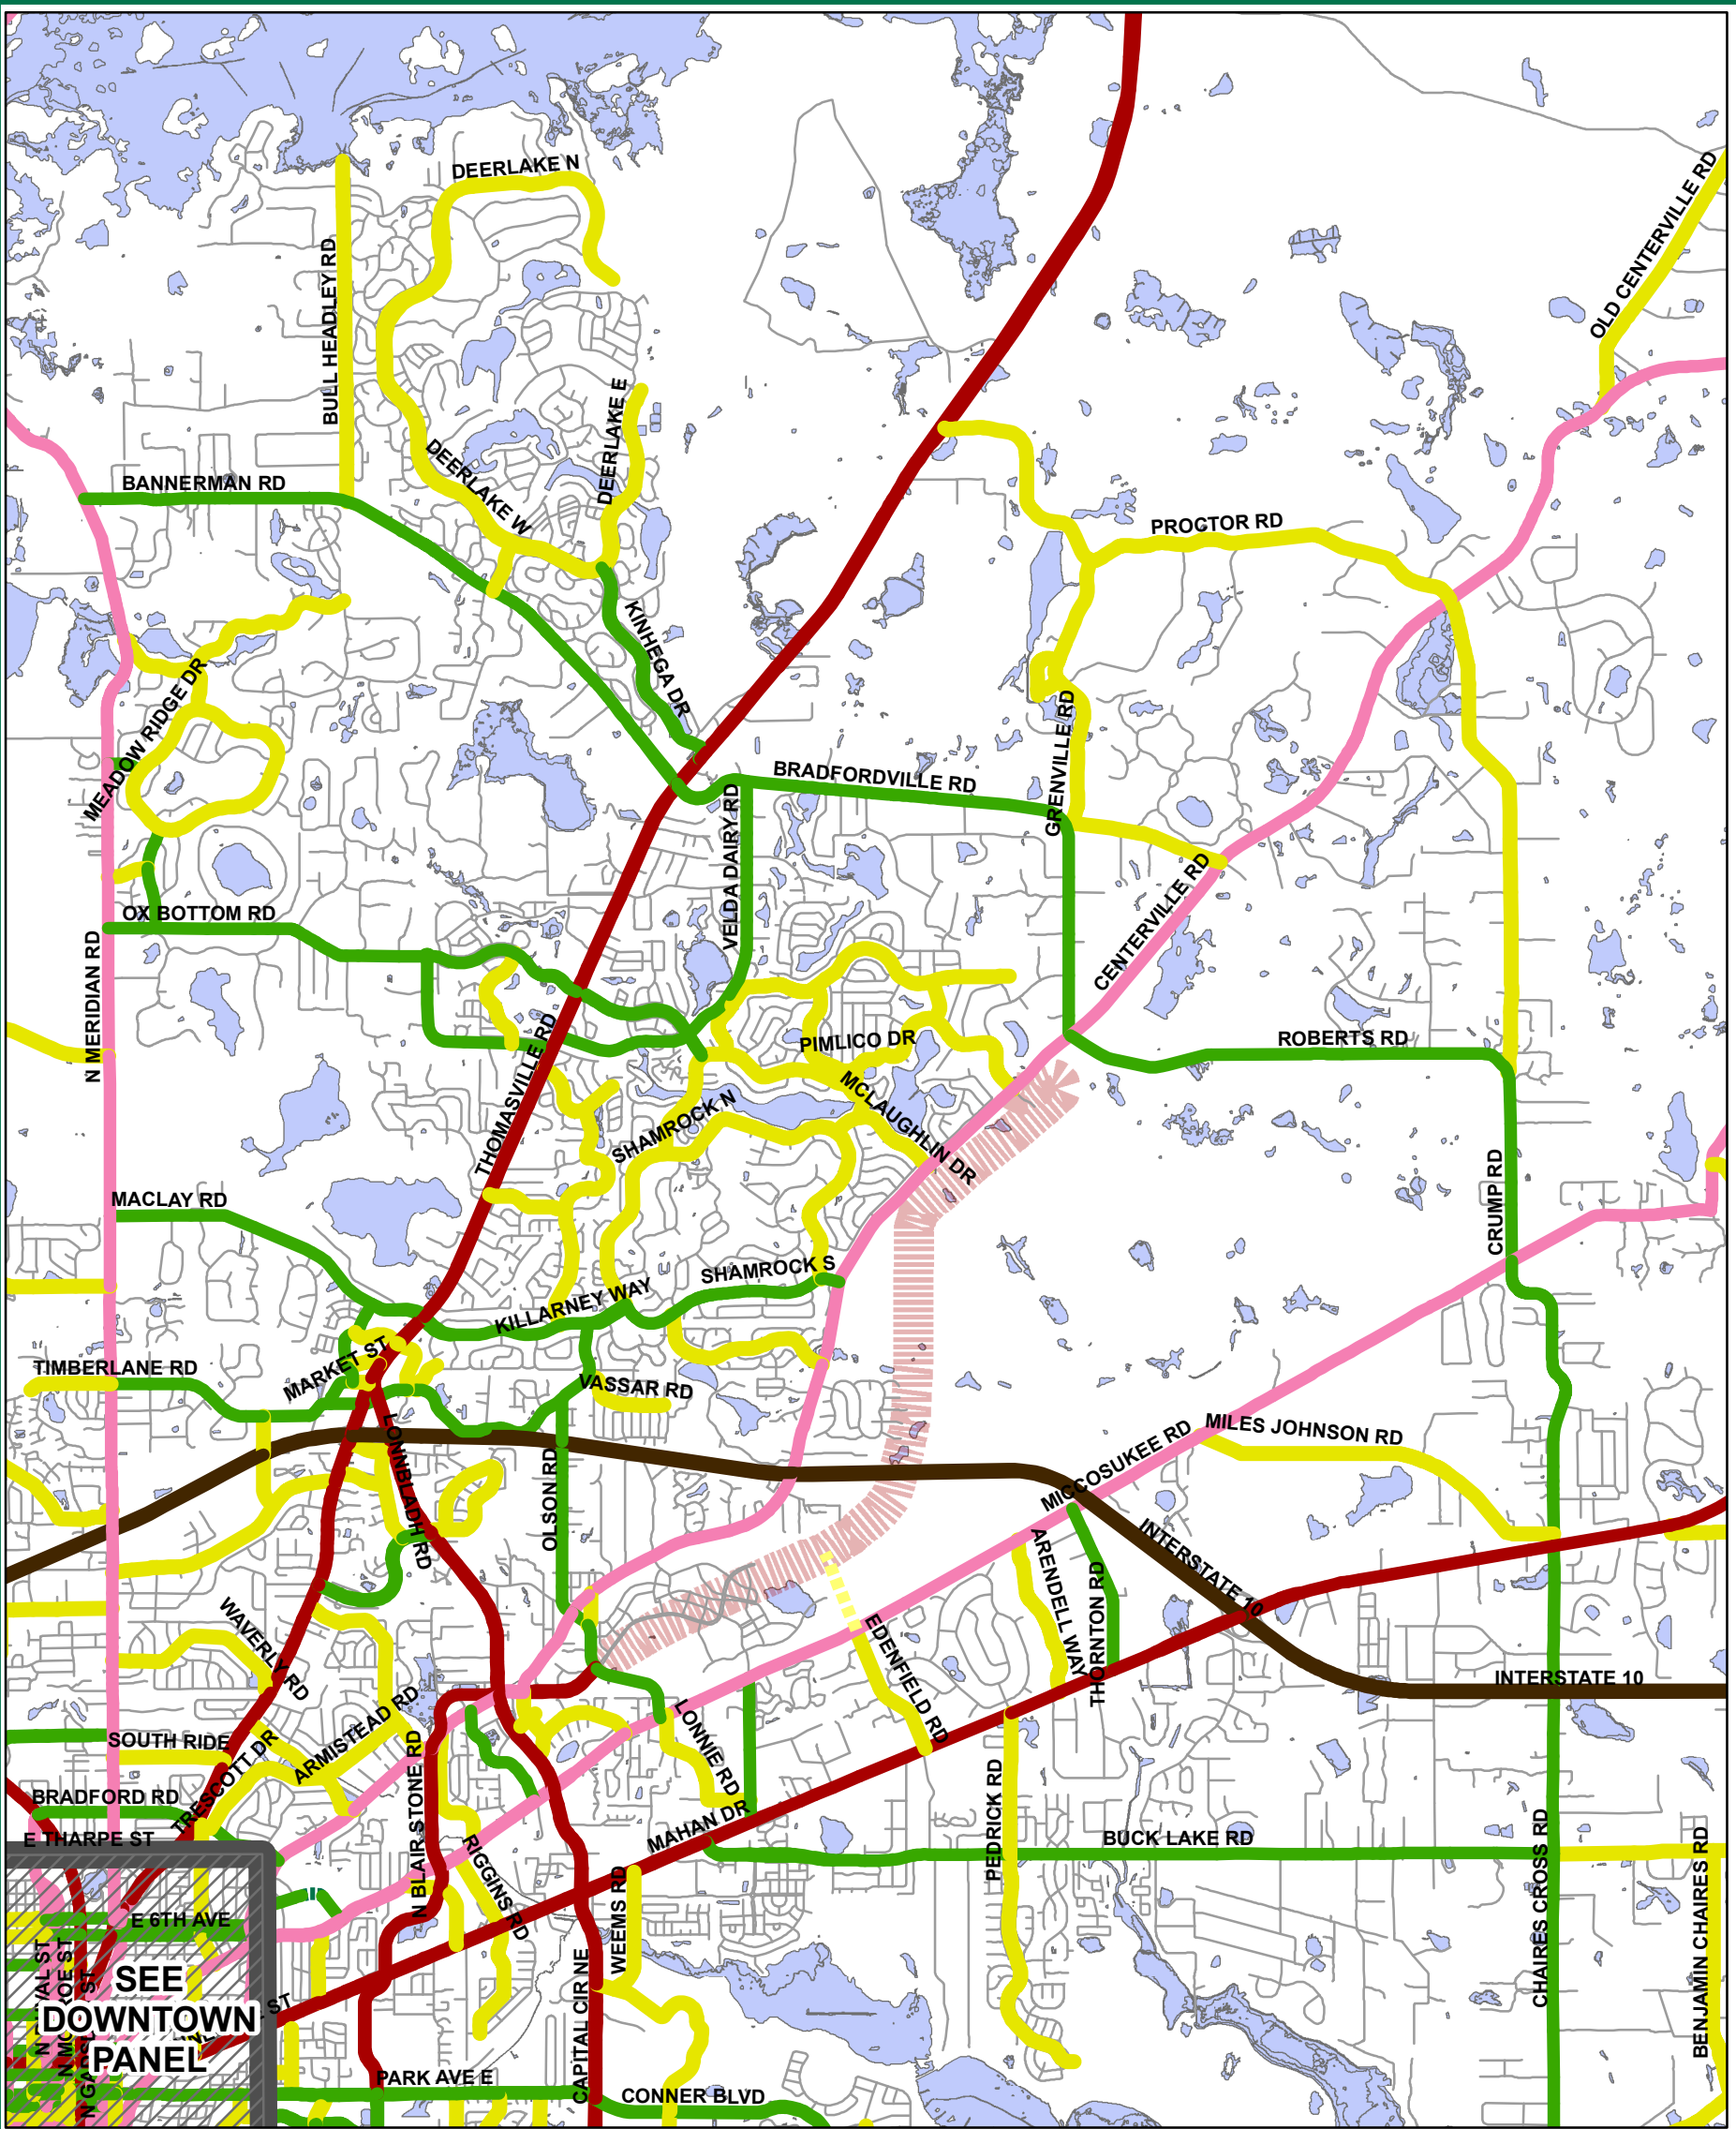 DEERLAKE N
OLD CENTERVILLE RD
BULL HEADLEY RD
DEERLAKE E
DEERLAKE W
BANNERMAN RD
PROCTOR RD
KINHEGA DR
MEADOW RIDGE DR
GRENVILLE RD
BRADFORDVILLE RD
VELDA DAIRY RD
CENTERVILLE RD
OX BOTTOM RD
N MERIDIAN RD
THOMASVILLE RD
PIMLICO DR
ROBERTS RD
MCLAUGHLIN DR
SHAMROCK N
MACLAY RD
CRUMP RD
SHAMROCK S
KILLARNEY WAY
TIMBERLANE RD
MARKET ST
VASSAR RD
LONNBLADH RD
OLSON RD
MICCOSUKEE RD
MILES JOHNSON RD
INTERSTATE 10
ARENDELL WAY
THORNTON RD
WAVERLY RD
EDENFIELD RD
INTERSTATE 10
ARMISTEAD RD
SOUTH RIDE
TRESCOTT DR
LONNIE RD
BRADFORD RD
N BLAIR STONE RD
MAHAN DR
PEDRICK RD
E THARPE ST
BUCK LAKE RD
CHAIRES CROSS RD
BENJAMIN CHAIRES RD
RIGGINS RD
WEEMS RD
E 6TH AVE
CAPITAL CIR NE
SEE
DOWNTOWN
PANEL
PARK AVE E
CONNER BLVD